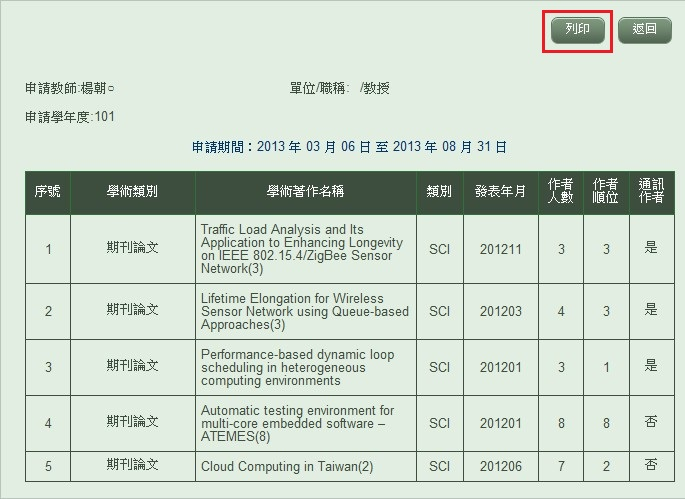 列印 返回
申請教師:楊朝○ 單位/職稱: /教授
申請學年度:101
申請期間：2013 年 03 月 06 日 至 2013 年 08 月 31 日
序號 學術類別 學術著作名稱 類別 發表年月 作者人數 作者順位 通訊作者
1 期刊論文 Traffic Load Analysis and Its
Application to Enhancing Longevity
on IEEE 802.15.4/ZigBee Sensor
Network(3) SCI 201211 3 3 是
2 期刊論文 Lifetime Elongation for Wireless
Sensor Network using Queue-based
Approaches(3) SCI 201203 4 3 是
3 期刊論文 Performance-based dynamic loop
scheduling in heterogeneous
computing environments SCI 201201 3 1 是
4 期刊論文 Automatic testing environment for
multi-core embedded software –
ATEMES(8) SCI 201201 8 8 否
5 期刊論文 Cloud Computing in Taiwan(2) SCI 201206 7 2 否